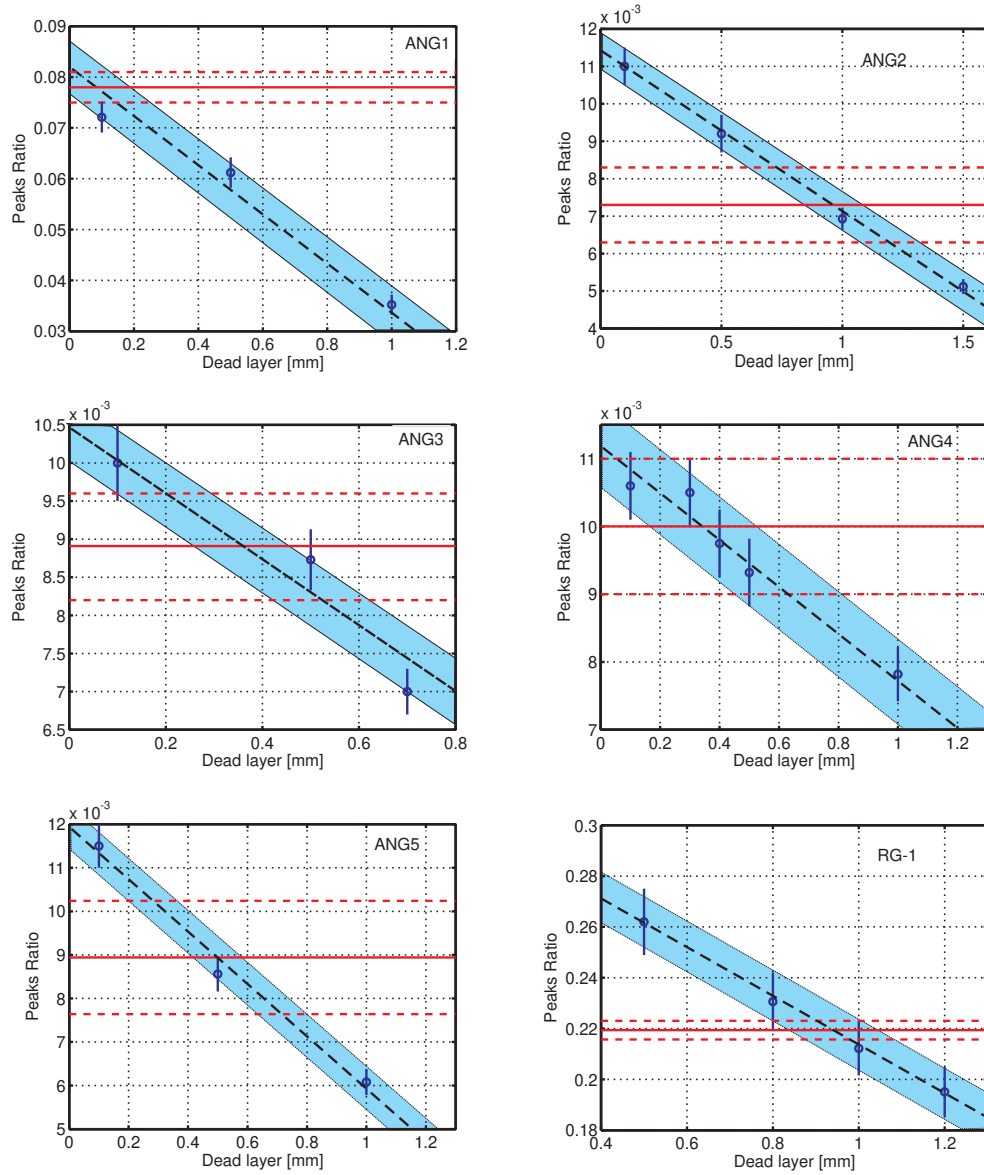 ANG1
0.09
0.08
0.07
0.06
0.05
0.04
0.03
Peaks Ratio
0 0.2 0.4 0.6 0.8 1 1.2
Dead layer [mm]
x 10-3
ANG2
12
11
10
9
8
7
6
5
4
Peaks Ratio
0 0.5 1 1.5
Dead layer [mm]
x 10-3
ANG3
10.5
10
9.5
9
8.5
8
7.5
7
6.5
Peaks Ratio
0 0.2 0.4 0.6 0.8
Dead layer [mm]
x 10-3
ANG4
11
10
9
8
7
Peaks Ratio
0 0.2 0.4 0.6 0.8 1 1.2
Dead layer [mm]
x 10-3
ANG5
12
11
10
9
8
7
6
5
Peaks Ratio
0 0.2 0.4 0.6 0.8 1 1.2
Dead layer [mm]
RG-1
0.3
0.28
0.26
0.24
0.22
0.2
0.18
Peaks Ratio
0.4 0.6 0.8 1 1.2
Dead layer [mm]